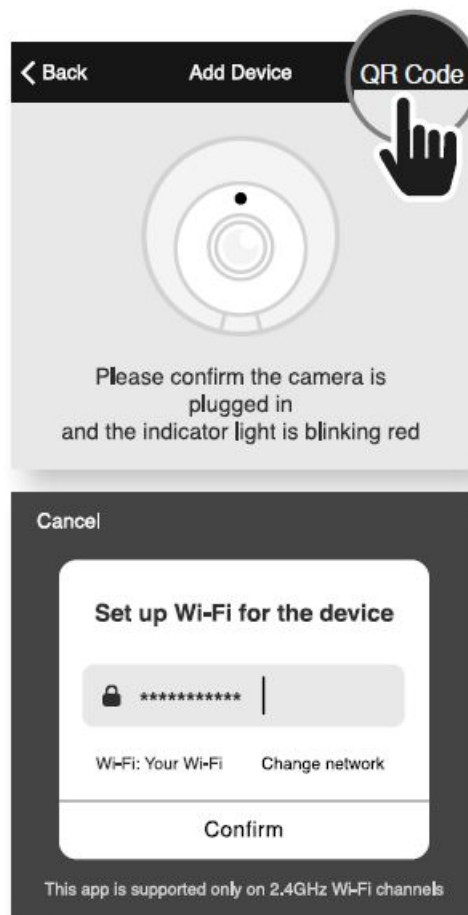 Back
Add Device
QR Code
Please confirm the camera is
plugged in
and the indicator light is blinking red
Cancel
Set up Wi-Fi for the device
***********
Wi-Fi: Your Wi-Fi
Change network
Confirm
This app is supported only on 2.4GHz Wi-Fi channels